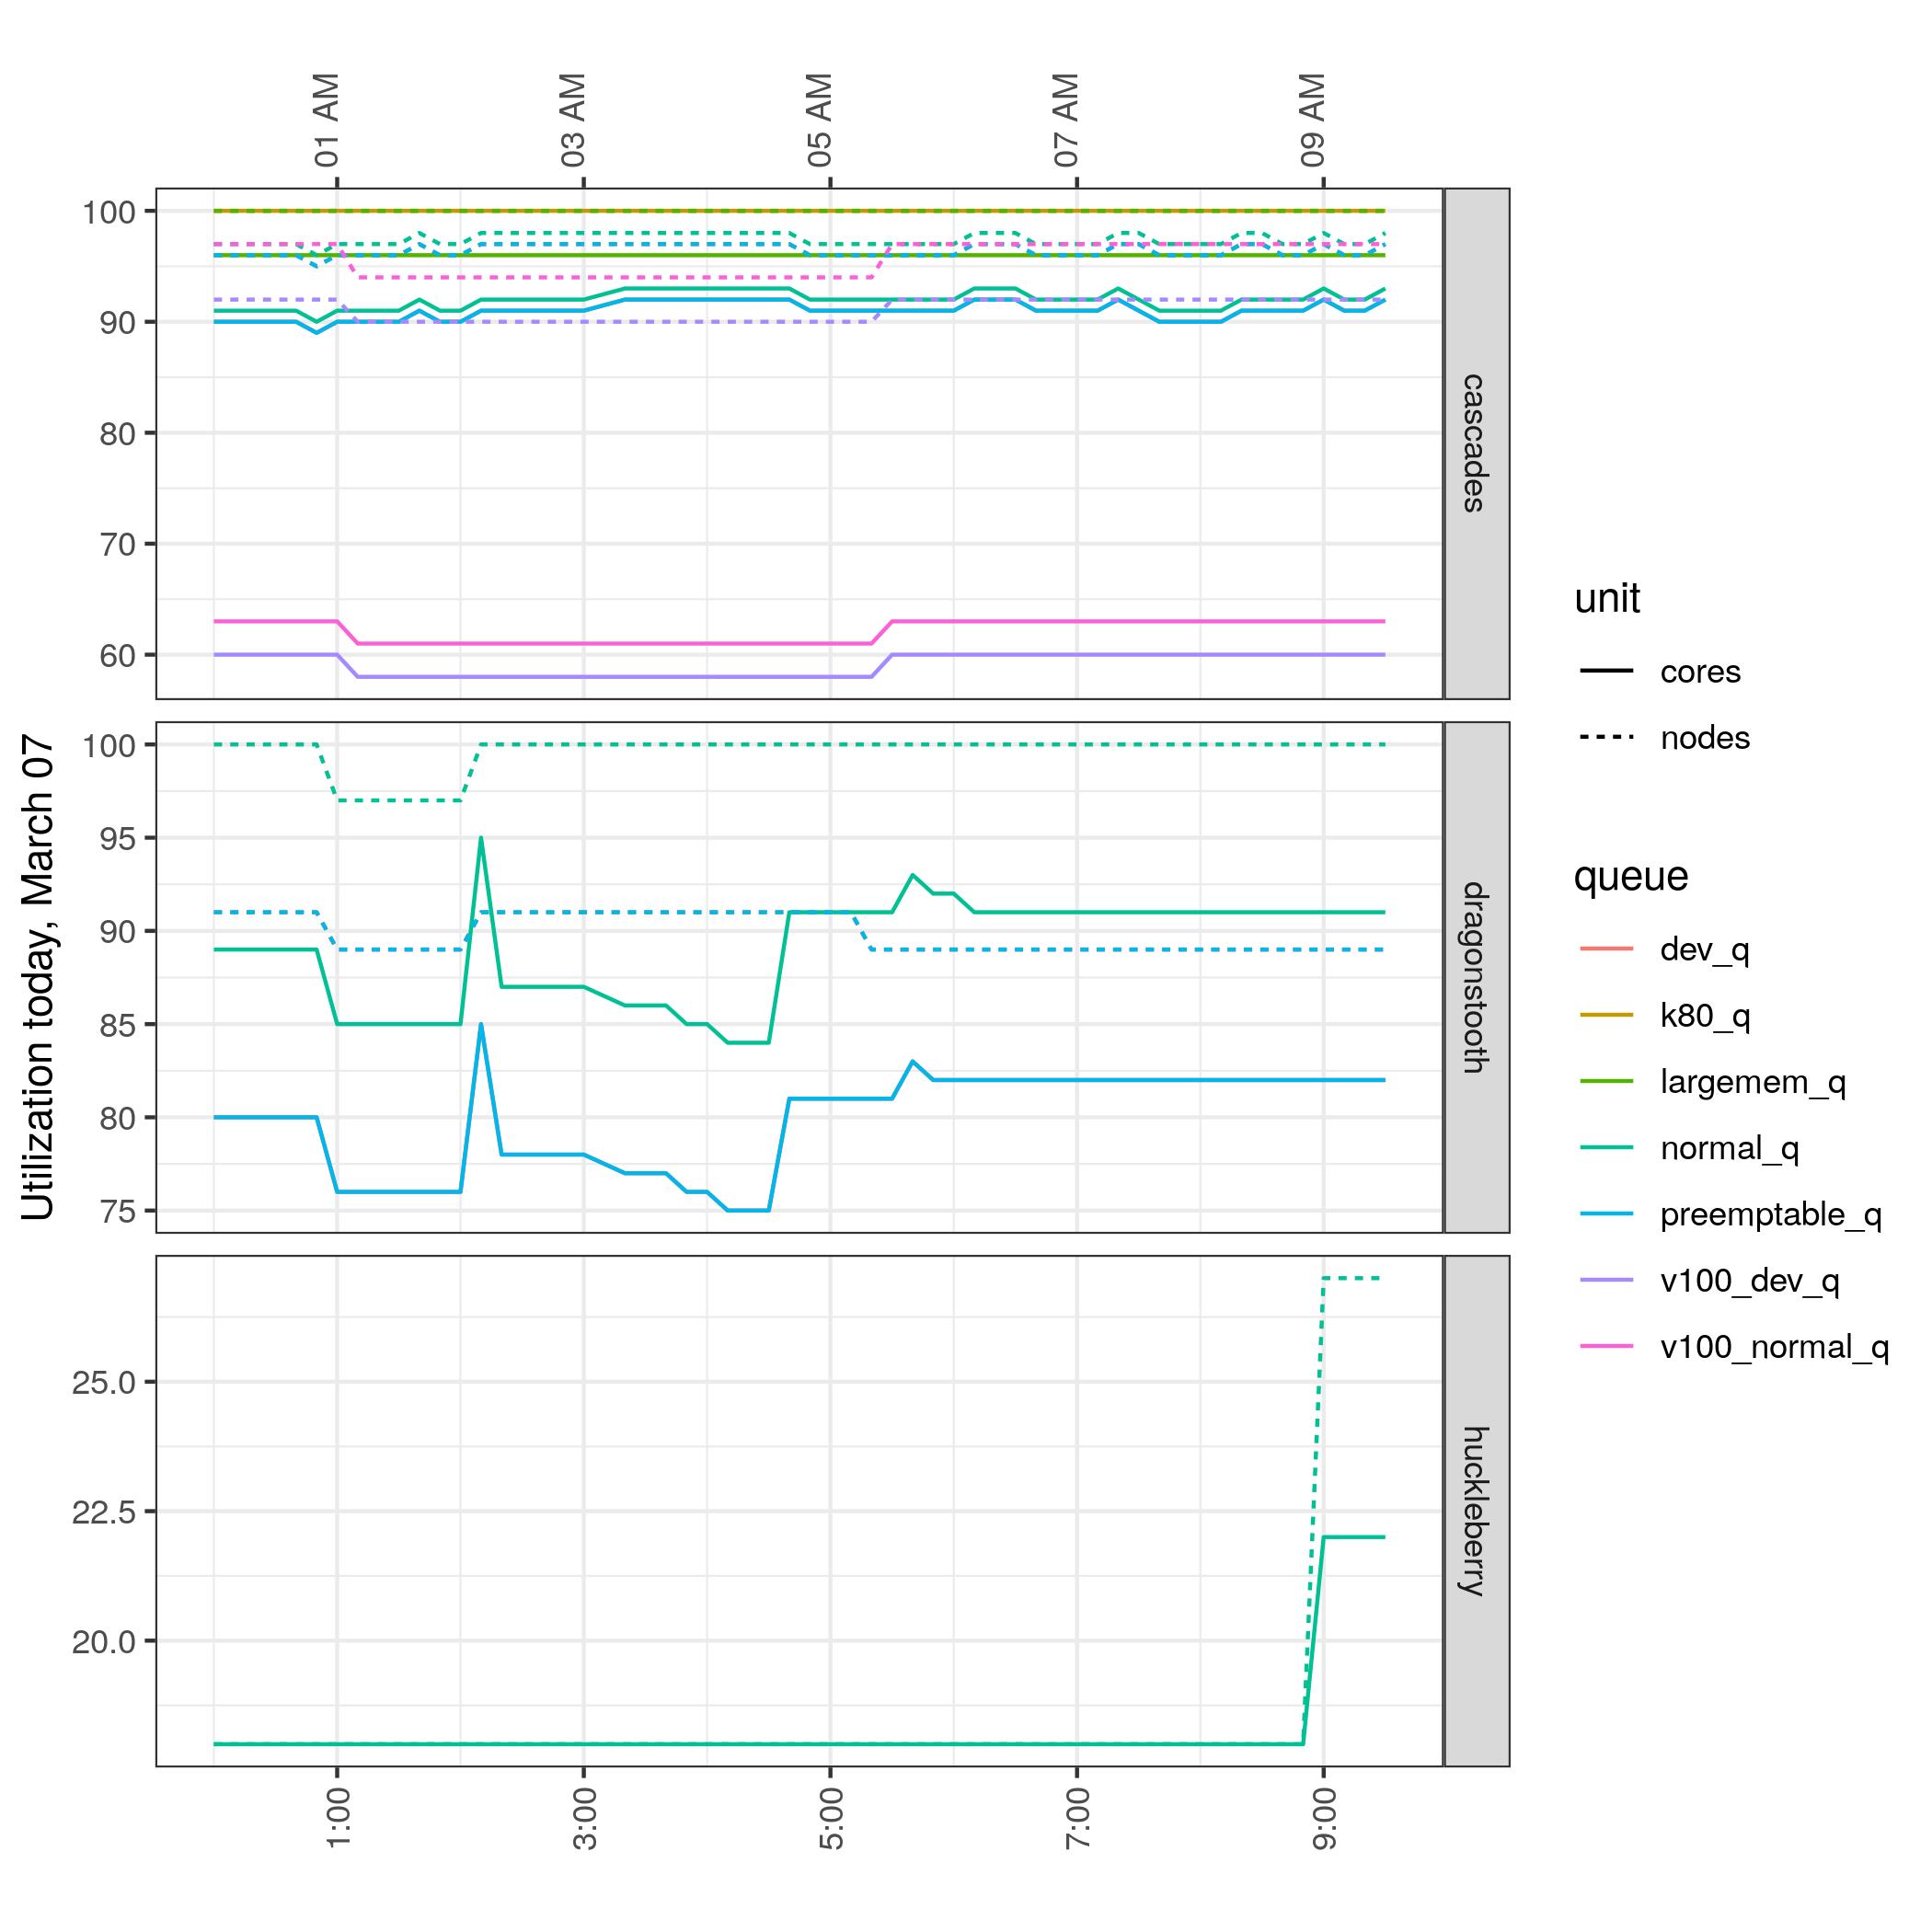 01 AM
03 AM
05 AM
07 AM
09 AM
Utilization today, March 07
100
90
80
70
60
cascades
100
95
90
85
80
75
dragonstooth
25.0
22.5
20.0
huckleberry
1:00
3:00
5:00
7:00
9:00
unit
cores
nodes
queue
dev_q
k80_q
largemem_q
normal_q
preemptable_q
v100_dev_q
v100_normal_q